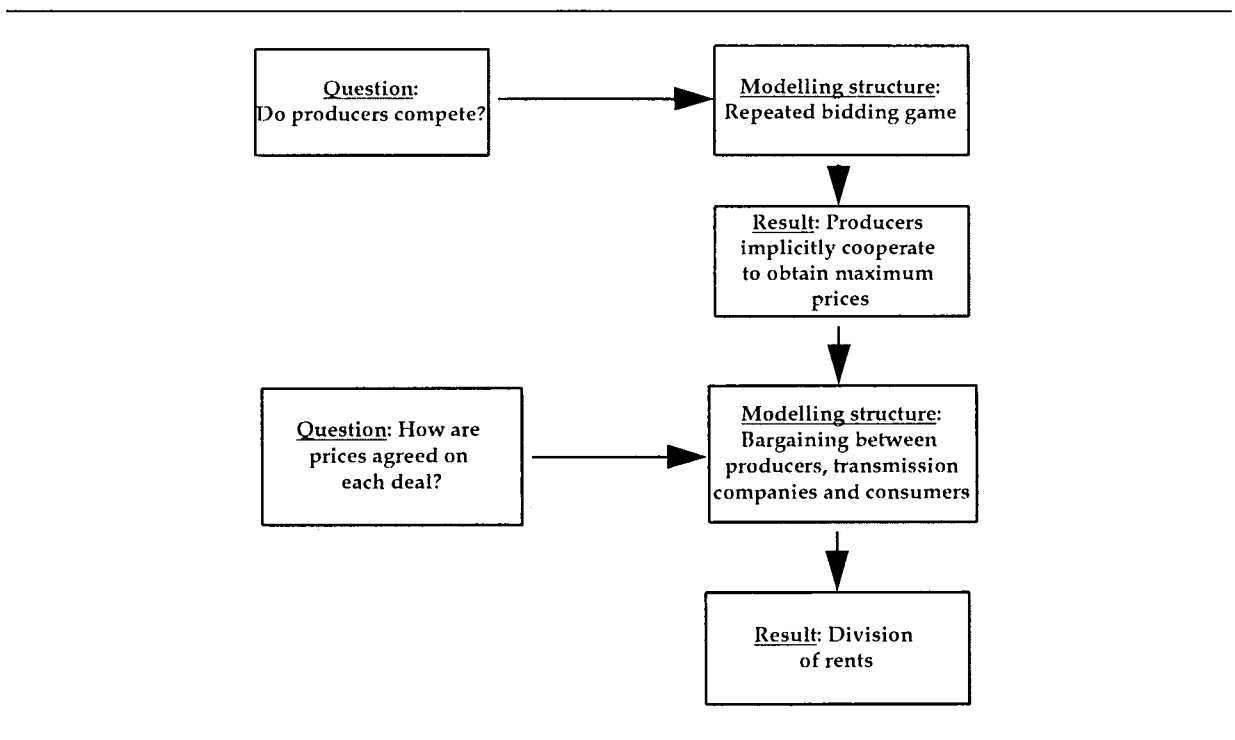 Question:
Do producers compete?
Modelling structure:
Repeated bidding game
Result: Producers
implicitly cooperate
to obtain maximum
prices
Question: How are
prices agreed on
each deal?
Modelling structure:
Bargaining between
producers, transmission
companies and consumers
Result: Division
of rents